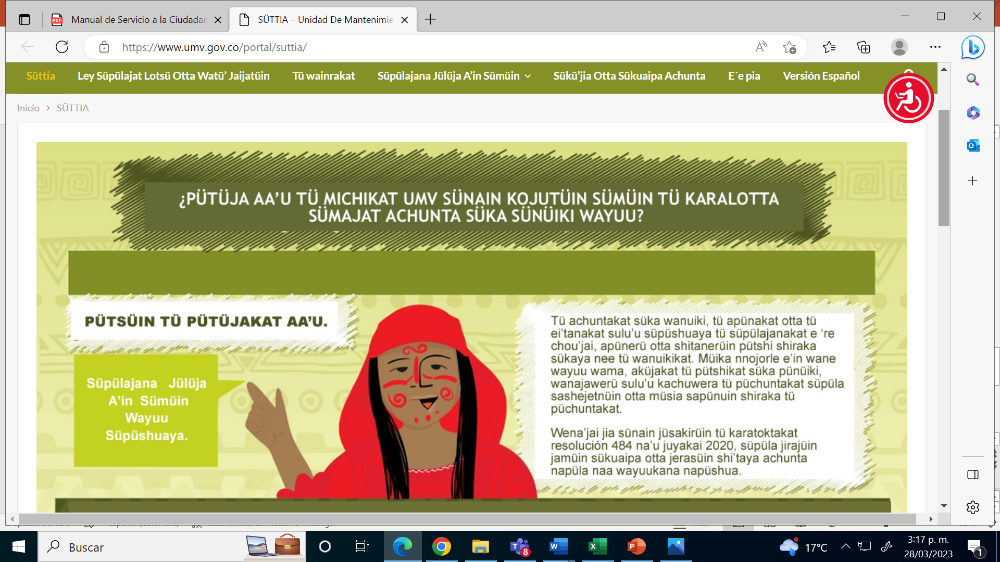 Manual de Servicio a la Ciudadan
SÜTTIA – Unidad De Mantenimie
https://www.umv.gov.co/portal/suttia/
Süttia
Ley Süpülajat Lotsü Otta Watü’ Jaijatüin
Tü wainrakat
Süpülajana Jülüja A’in Sümüin
Sükü’jia Otta Sükuaipa Achunta
E´e pia
Versión Español
Inicio > SÜTTIA
¿PÜTÜJA AA’U TÜ MICHIKAT UMV SÜNAIN KOJUTÜIN SÜMÜIN TÜ KARALOTTA
SÜMAJAT ACHUNTA SÜKA SÜNÜIKI WAYUU?
PÜTSÜIN TÜ PÜTÜJAKAT AA’U.
Süpülajana Jülüja
A’in Sümüin
Wayuu
Süpüshuaya.
Tü achuntakat süka wanuiki, tü apünakat otta tü
ei’tanakat sulu’u süpüshuaya tü süpülajanakat e ‘re
chou’jai, apünerü otta shitanerüin pütshi shiraka
sükaya nee tü wanuikikat. Müika nnojorle e’in wane
wayuu wama, aküjakat tü pütshikat süka pünüiki,
wanajawerü sulu’u kachuwera tü püchuntakat süpüla
sashejetnüin otta müsia sapünuin shiraka tü
püchuntakat.
Wena’jai jia sünain jüsakirüin tü karatoktakat
resolución 484 na’u juyakai 2020, süpüla jirajüin
jamüin sükuaipa otta jerasüin shi’taya achunta
napüla naa wayuukana napüshua.
Buscar
8
17°C
3:17 p. m.
28/03/2023
1